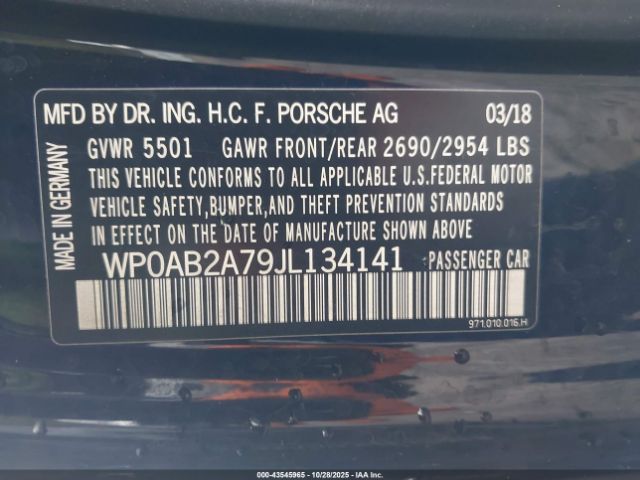 MFD BY DR. ING. H.C. F. PORSCHE AG 03/18
GVWR 5501 GAWR FRONT/REAR 2690/2954 LBS
THIS VEHICLE CONFORMS TO ALL APPLICABLE U.S.FEDERAL MOTOR
VEHICLE SAFETY,BUMPER,AND THEFT PREVENTION STANDARDS
IN EFFECT ON THE DATE OF MANUFACTURE SHOWN ABOVE
WP0AB2A79JL134141 PASSENGER CAR
971.010.016.H
MADE IN GERMANY
000-43545965 | 10/28/2025 - IAA Inc.